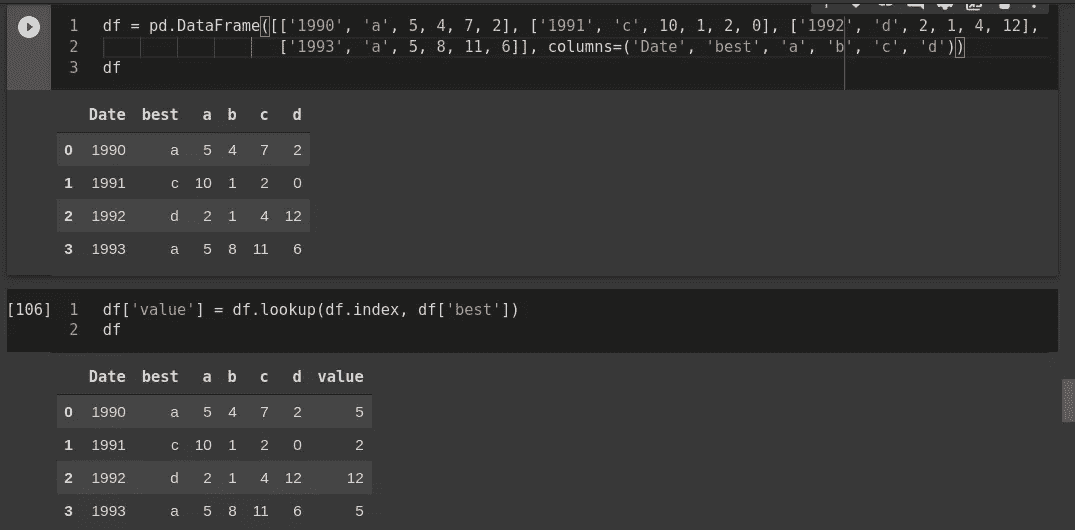 1 df = pd.DataFrame([['1990', 'a', 5, 4, 7, 2], ['1991', 'c', 10, 1, 2, 0], ['1992', 'd', 2, 1, 4, 12],
2 ['1993', 'a', 5, 8, 11, 6]], columns=('Date', 'best', 'a', 'b', 'c', 'd'))
3 df
Date best a b c d
0 1990 a 5 4 7 2
1 1991 c 10 1 2 0
2 1992 d 2 1 4 12
3 1993 a 5 8 11 6
[106] 1 df['value'] = df.lookup(df.index, df['best'])
2 df
Date best a b c d value
0 1990 a 5 4 7 2 5
1 1991 c 10 1 2 0 2
2 1992 d 2 1 4 12 12
3 1993 a 5 8 11 6 5